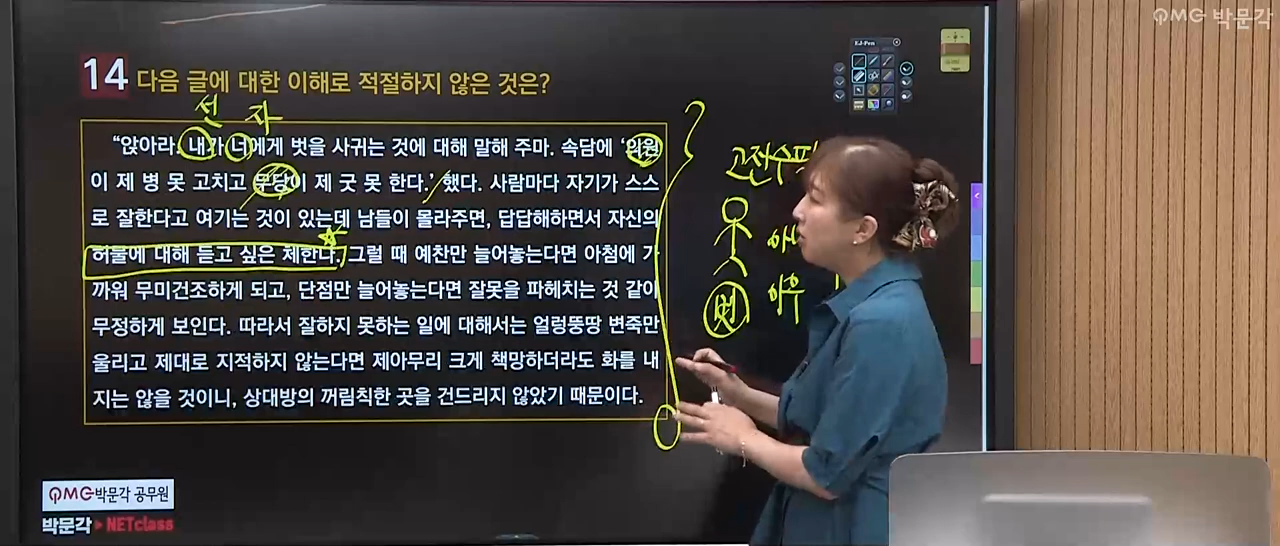 QMG 박문각
EJ-Pen
14 다음 글에 대한 이해로 적절하지 않은 것은?
선 자
“앉아라. 내가 너에게 벗을 사귀는 것에 대해 말해 주마. 속담에 ‘의원
이 제 병 못 고치고 무당이 제 굿 못 한다.’ 했다. 사람마다 자기가 스스
로 잘한다고 여기는 것이 있는데 남들이 몰라주면, 답답해하면서 자신의
허물에 대해 듣고 싶은 체한다. 그럴 때 예찬만 늘어놓는다면 아첨에 가
까워 무미건조하게 되고, 단점만 늘어놓는다면 잘못을 파헤치는 것 같아
무정하게 보인다. 따라서 잘하지 못하는 일에 대해서는 얼렁뚱땅 변죽만
울리고 제대로 지적하지 않는다면 제아무리 크게 책망하더라도 화를 내
지는 않을 것이니, 상대방의 꺼림칙한 곳을 건드리지 않았기 때문이다.
?
고전수필
벗
아우
QMG박문각 공무원
박문각 NETclass